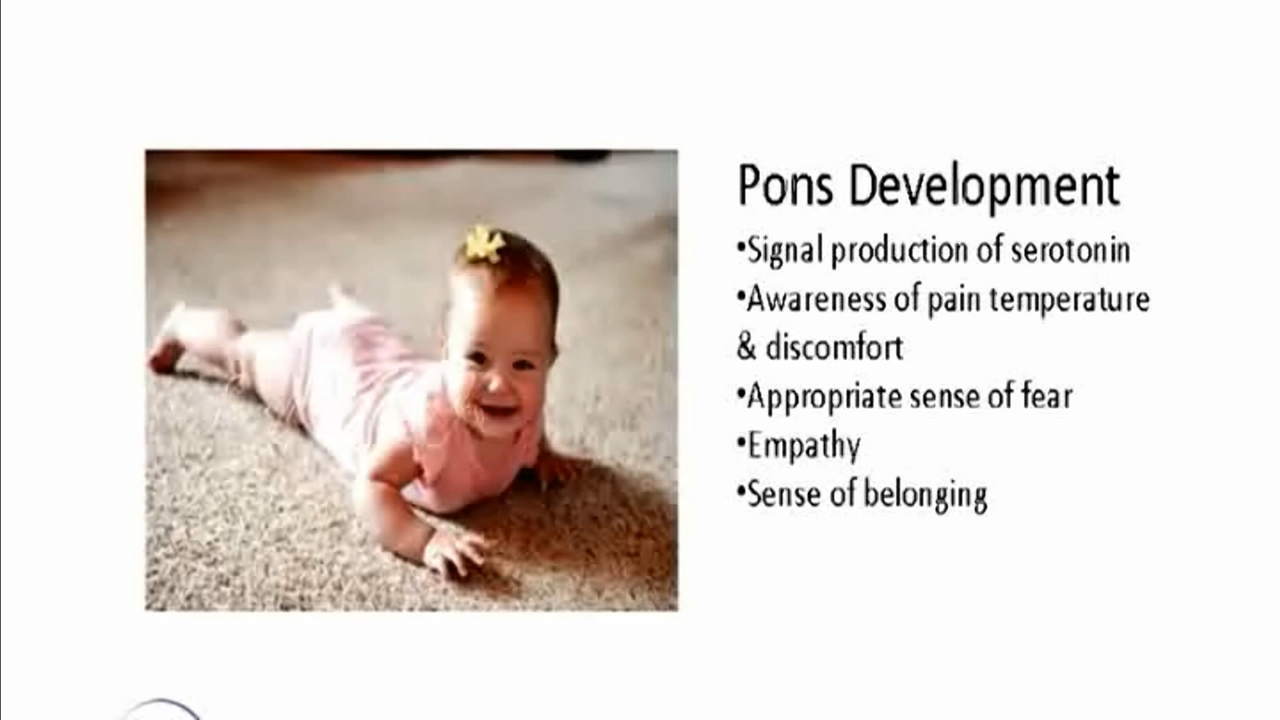 Pons Development
•Signal production of serotonin
•Awareness of pain temperature
& discomfort
•Appropriate sense of fear
•Empathy
•Sense of belonging